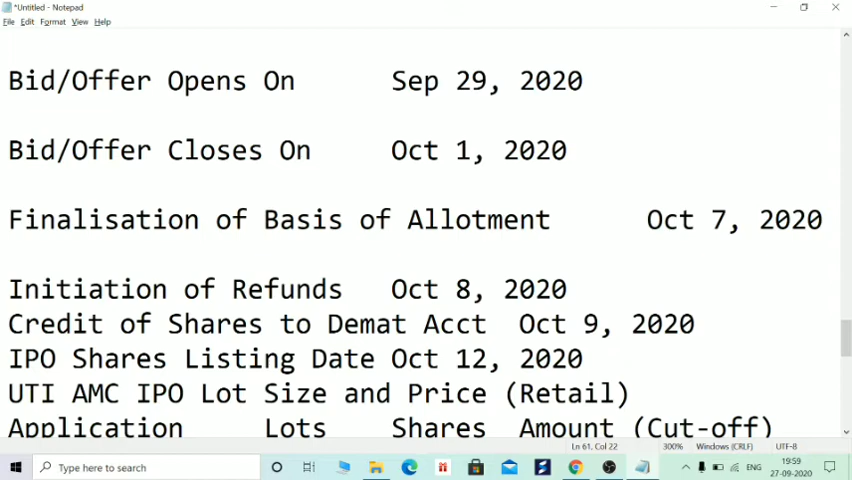 *Untitled - Notepad
File Edit Format View Help
Bid/Offer Opens On Sep 29, 2020
Bid/Offer Closes On Oct 1, 2020
Finalisation of Basis of Allotment Oct 7, 2020
Initiation of Refunds Oct 8, 2020
Credit of Shares to Demat Acct Oct 9, 2020
IPO Shares Listing Date Oct 12, 2020
UTI AMC IPO Lot Size and Price (Retail)
Application Lots Shares Amount (Cut-off)
Ln 61, Col 22 300% Windows (CRLF) UTF-8
Type here to search
ENG
19:59
27-09-2020